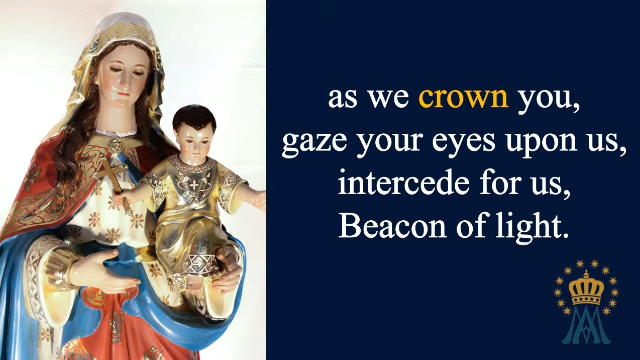 as we crown you,
gaze your eyes upon us,
intercede for us,
Beacon of light.